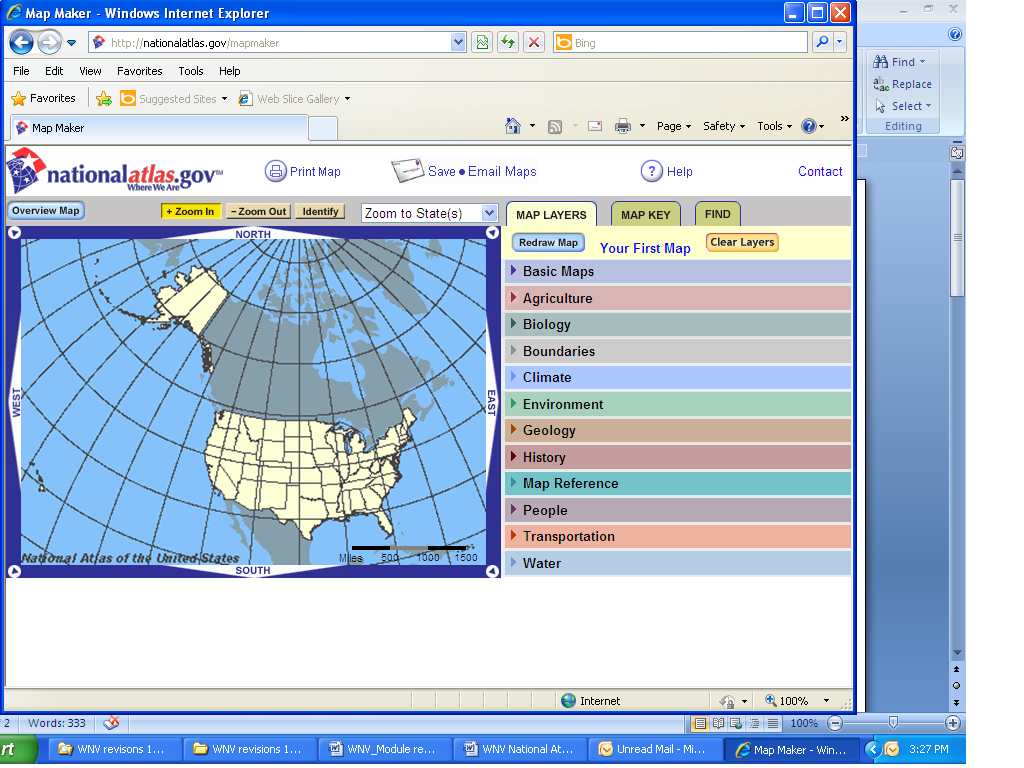 Map Maker - Windows Internet Explorer
http://nationalatlas.gov/mapmaker
Bing
File Edit View Favorites Tools Help
Favorites Suggested Sites Web Slice Gallery
Map Maker
Page Safety Tools »
nationalatlas.gov™
Where We Are
Print Map
Save • Email Maps
Help
Contact
Overview Map
+ Zoom In
− Zoom Out
Identify
Zoom to State(s)
MAP LAYERS
MAP KEY
FIND
Redraw Map
Your First Map
Clear Layers
NORTH
WEST
EAST
SOUTH
National Atlas of the United States
Miles 500 1000 1500
Basic Maps
Agriculture
Biology
Boundaries
Climate
Environment
Geology
History
Map Reference
People
Transportation
Water
Internet
100%
Find
Replace
Select
Editing
2 Words: 333
100%
rt
WNV revisons 1...
WNV revisions 1...
WNV_Module re...
WNV National At...
Unread Mail - Mi...
Map Maker - Win...
3:27 PM